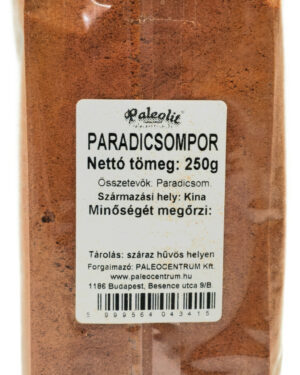 Paleolit
PARADICSOMPOR
Nettó tömeg: 250g
Összetevők: Paradicsom.
Származási hely: Kina
Minőségét megőrzi:
Tárolás: száraz hűvös helyen
Forgalmazó: PALEOCENTRUM Kft.
www.paleocentrum.hu
1186 Budapest, Besence utca 9/B.
5 999564 043415